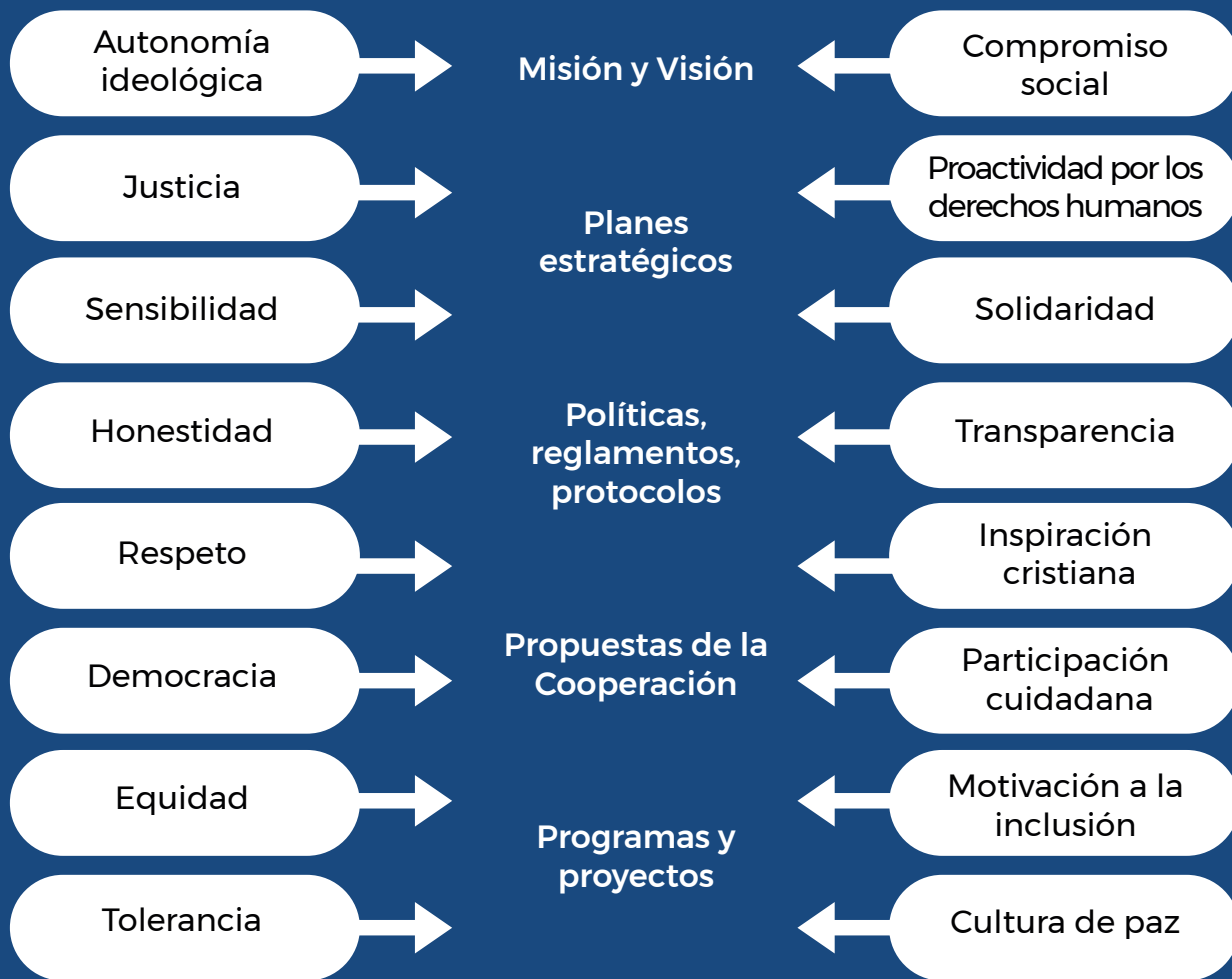 Autonomía
ideológica
Misión y Visión
Compromiso
social
Justicia
Proactividad por los
derechos humanos
Planes
estratégicos
Sensibilidad
Solidaridad
Honestidad
Políticas,
reglamentos,
protocolos
Transparencia
Respeto
Inspiración
cristiana
Democracia
Propuestas de la
Cooperación
Participación
cuidadana
Equidad
Motivación a la
inclusión
Programas y
proyectos
Tolerancia
Cultura de paz